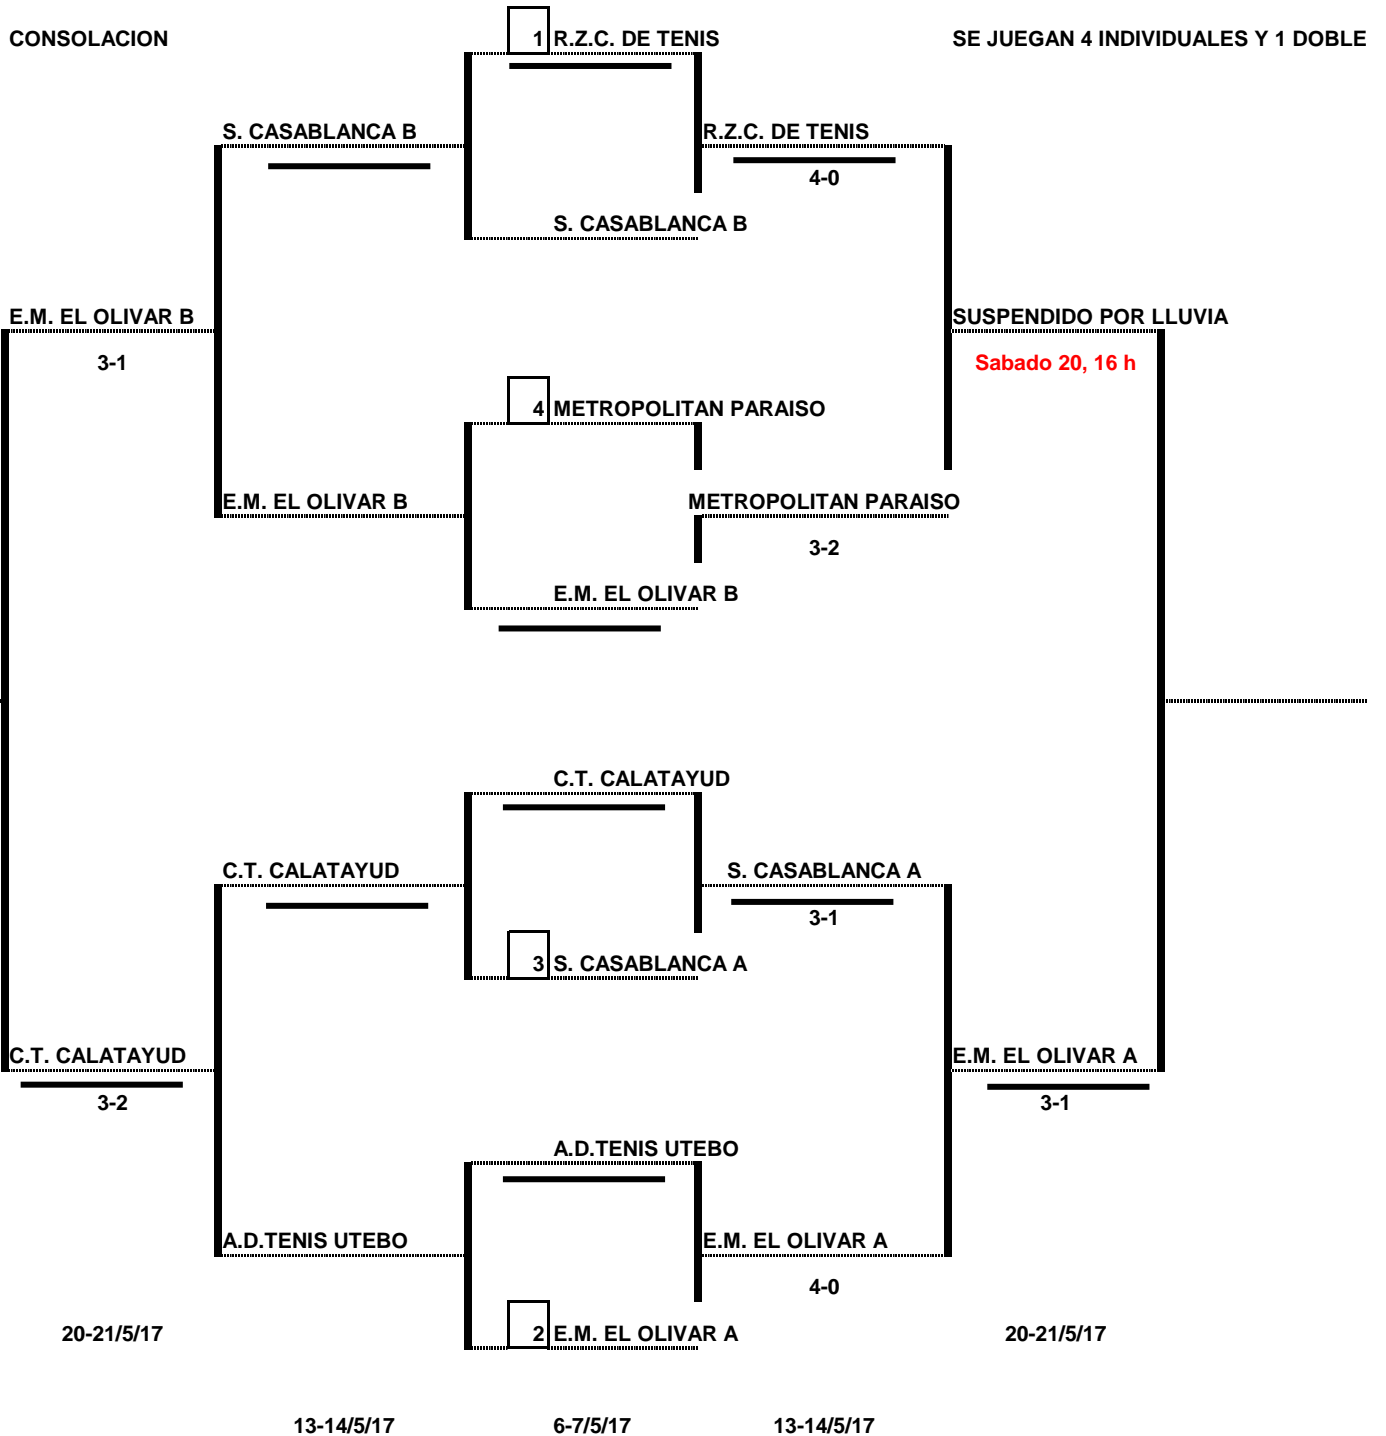 CONSOLACION
1 R.Z.C. DE TENIS
SE JUEGAN 4 INDIVIDUALES Y 1 DOBLE
S. CASABLANCA B
R.Z.C. DE TENIS
4-0
S. CASABLANCA B
E.M. EL OLIVAR B
SUSPENDIDO POR LLUVIA
3-1
Sabado 20, 16 h
4 METROPOLITAN PARAISO
E.M. EL OLIVAR B
METROPOLITAN PARAISO
3-2
E.M. EL OLIVAR B
C.T. CALATAYUD
C.T. CALATAYUD
S. CASABLANCA A
3-1
3 S. CASABLANCA A
C.T. CALATAYUD
E.M. EL OLIVAR A
3-2
3-1
A.D.TENIS UTEBO
A.D.TENIS UTEBO
E.M. EL OLIVAR A
4-0
20-21/5/17
2 E.M. EL OLIVAR A
20-21/5/17
13-14/5/17
6-7/5/17
13-14/5/17